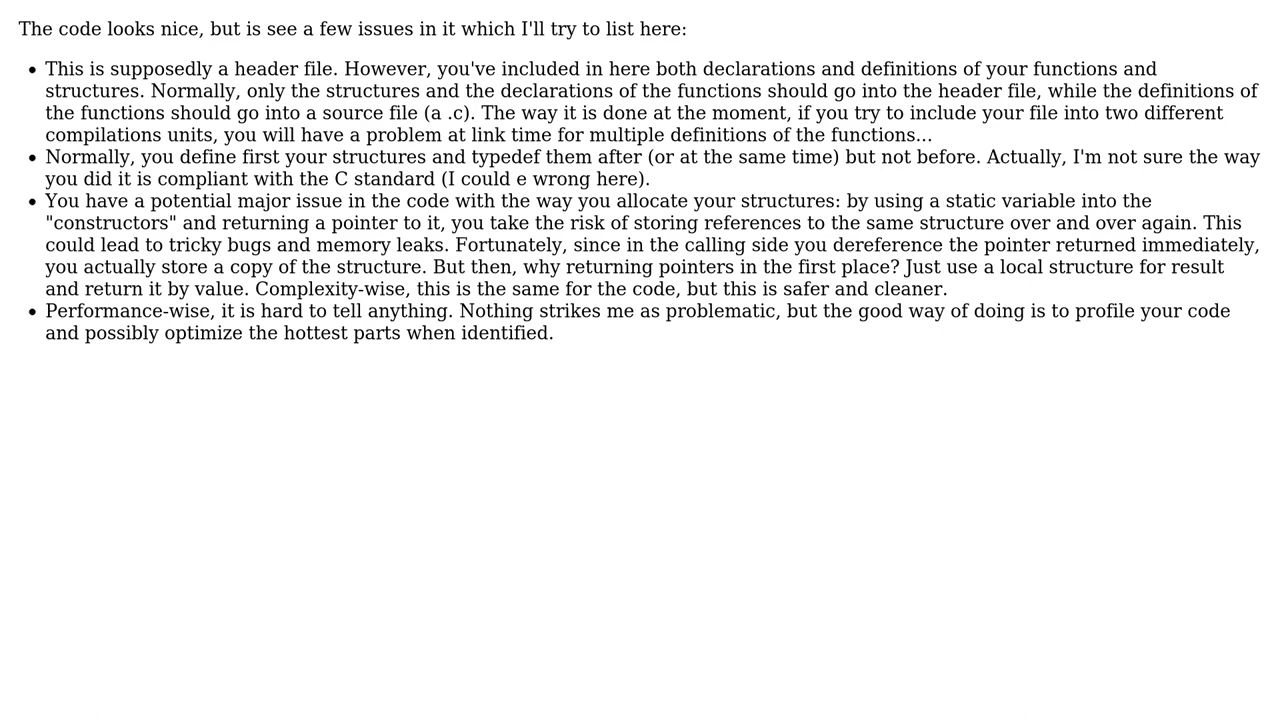 The code looks nice, but is see a few issues in it which I'll try to list here:
• This is supposedly a header file. However, you've included in here both declarations and definitions of your functions and
structures. Normally, only the structures and the declarations of the functions should go into the header file, while the definitions of
the functions should go into a source file (a .c). The way it is done at the moment, if you try to include your file into two different
compilations units, you will have a problem at link time for multiple definitions of the functions...
• Normally, you define first your structures and typedef them after (or at the same time) but not before. Actually, I'm not sure the way
you did it is compliant with the C standard (I could e wrong here).
• You have a potential major issue in the code with the way you allocate your structures: by using a static variable into the
"constructors" and returning a pointer to it, you take the risk of storing references to the same structure over and over again. This
could lead to tricky bugs and memory leaks. Fortunately, since in the calling side you dereference the pointer returned immediately,
you actually store a copy of the structure. But then, why returning pointers in the first place? Just use a local structure for result
and return it by value. Complexity-wise, this is the same for the code, but this is safer and cleaner.
• Performance-wise, it is hard to tell anything. Nothing strikes me as problematic, but the good way of doing is to profile your code
and possibly optimize the hottest parts when identified.